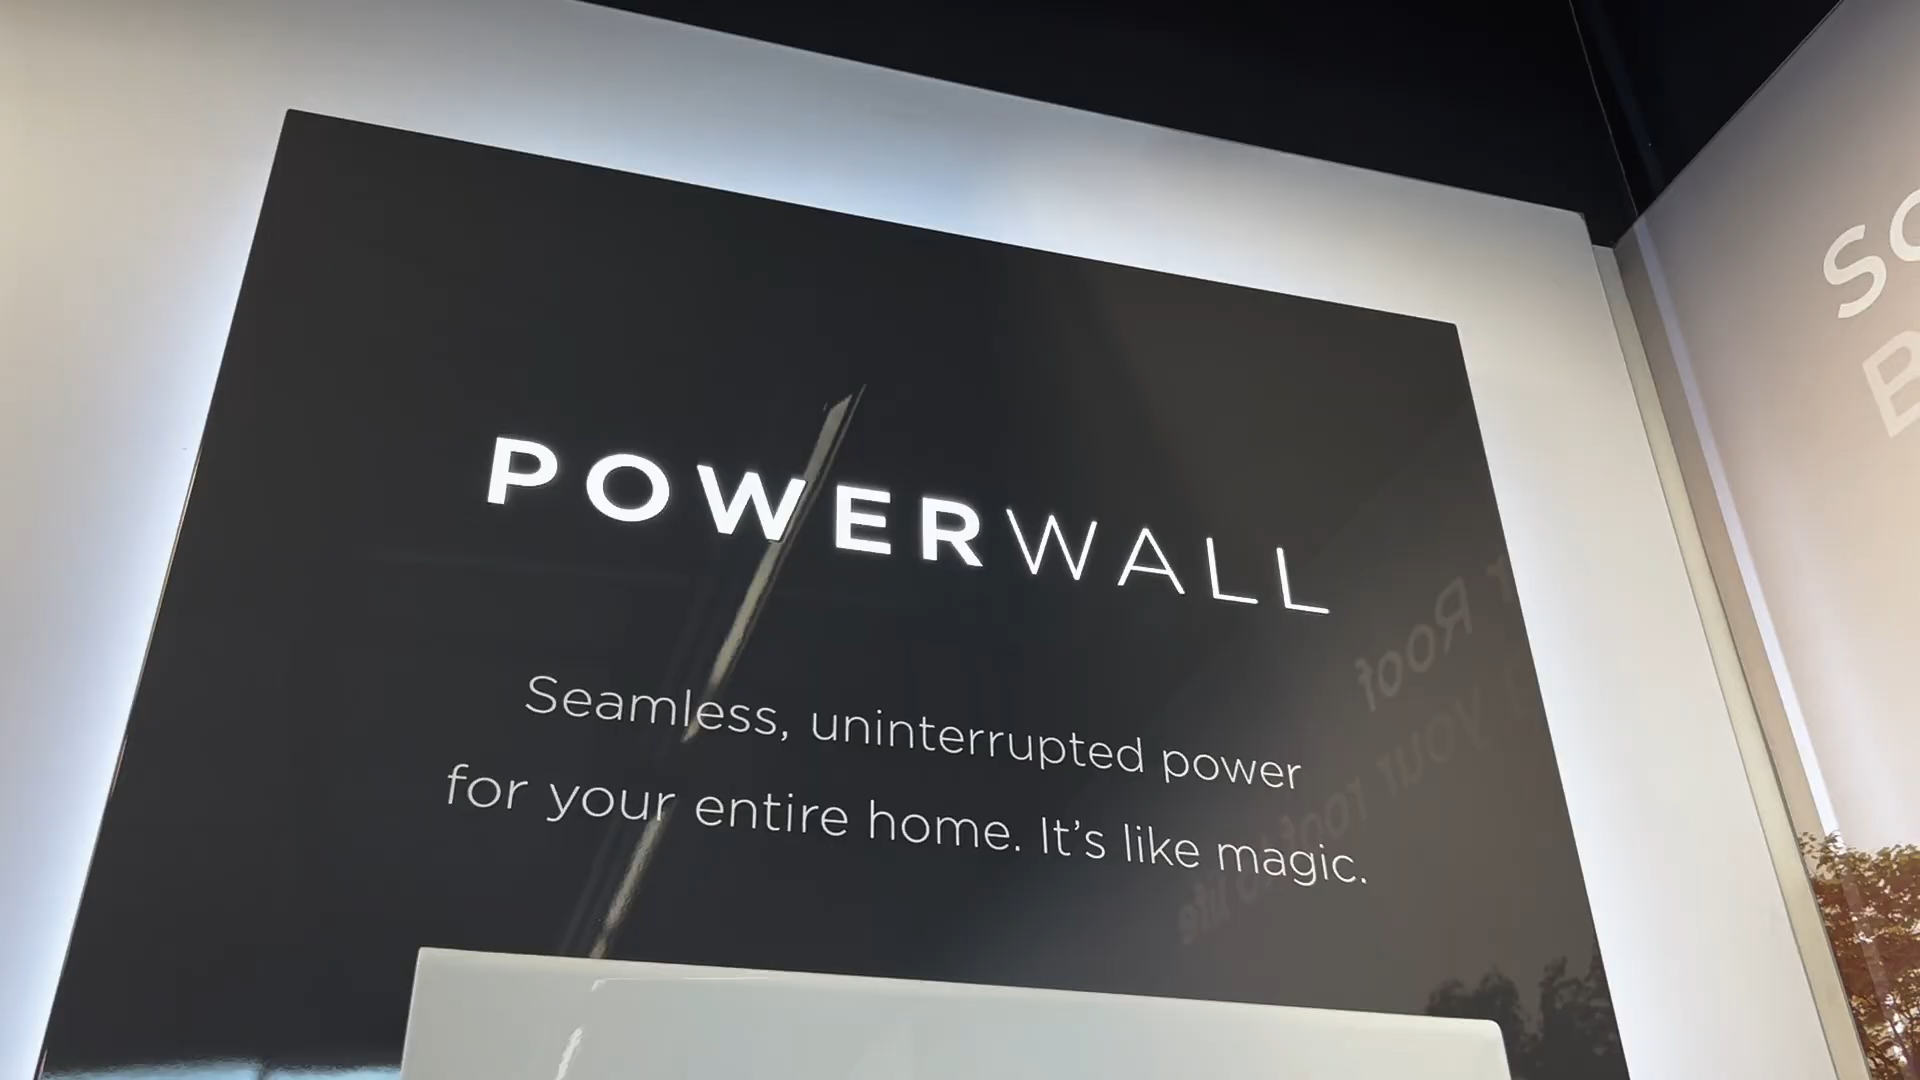 POWERWALL
Seamless, uninterrupted power
for your entire home. It's like magic.